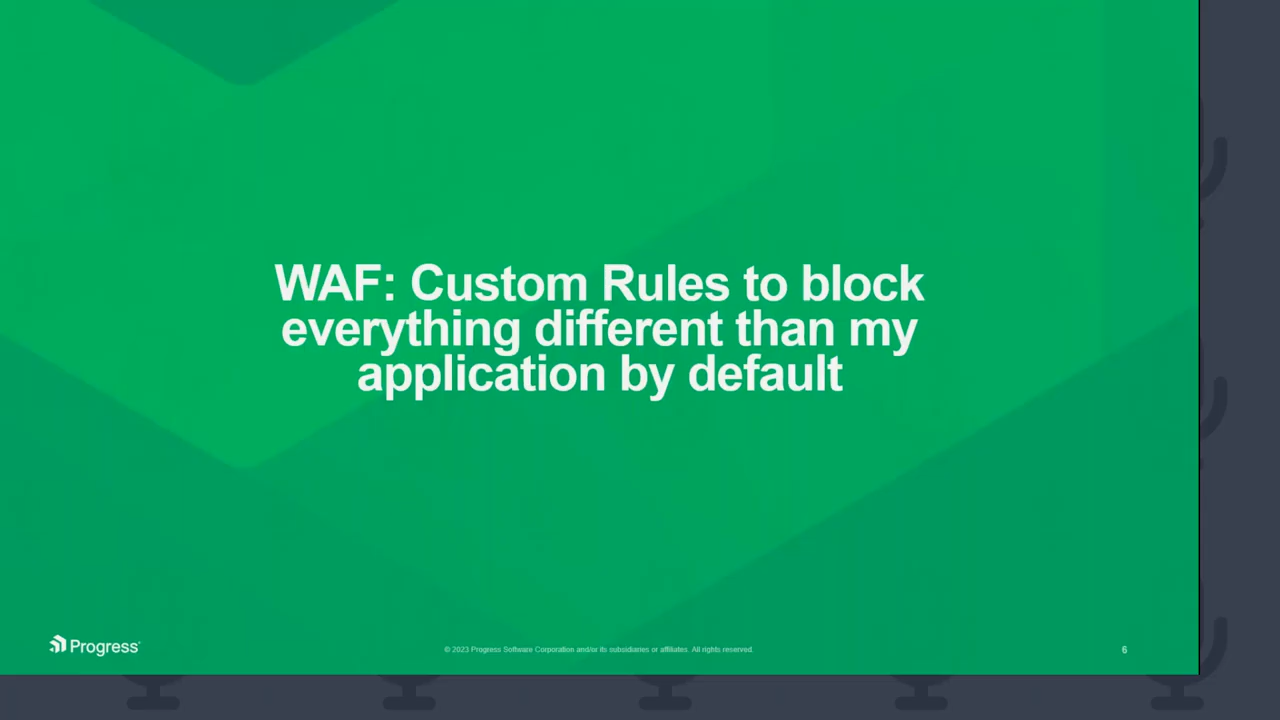 WAF: Custom Rules to block
everything different than my
application by default
Progress
© 2023 Progress Software Corporation and/or its subsidiaries or affiliates. All rights reserved.
6